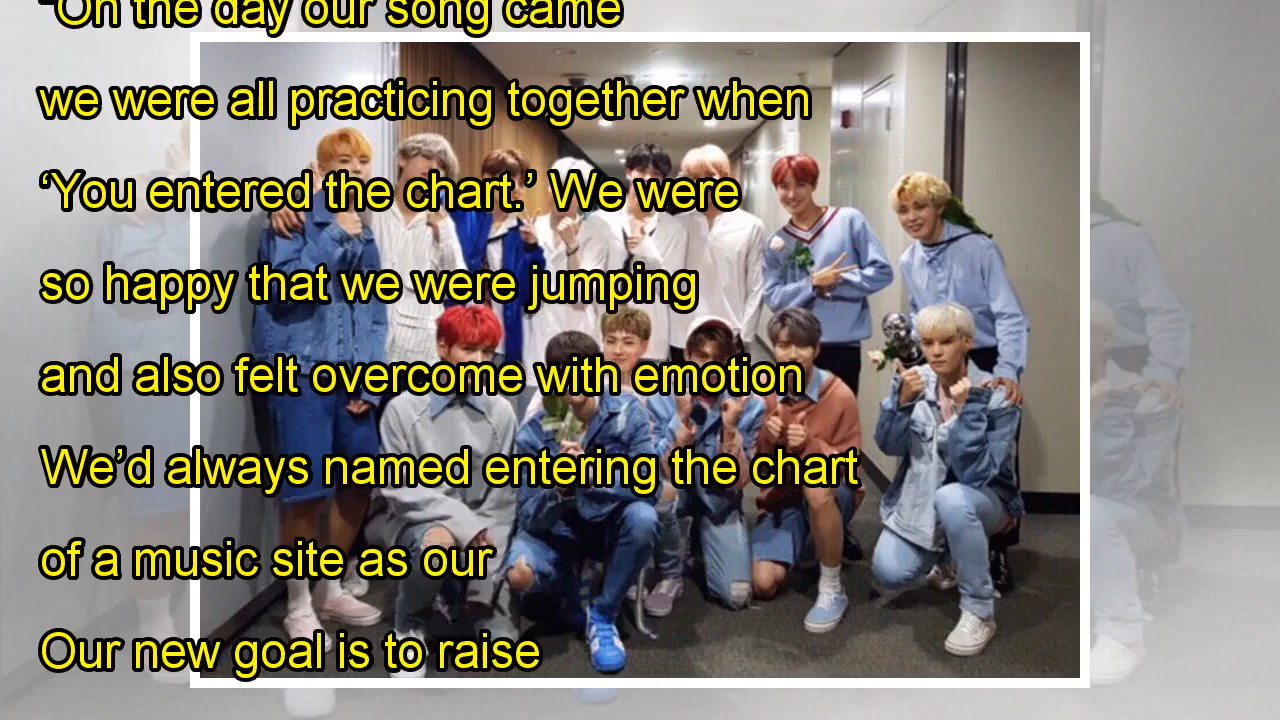 “On the day our song came
we were all practicing together when
‘You entered the chart.’ We were
so happy that we were jumping
and also felt overcome with emotion
We’d always named entering the chart
of a music site as our
Our new goal is to raise